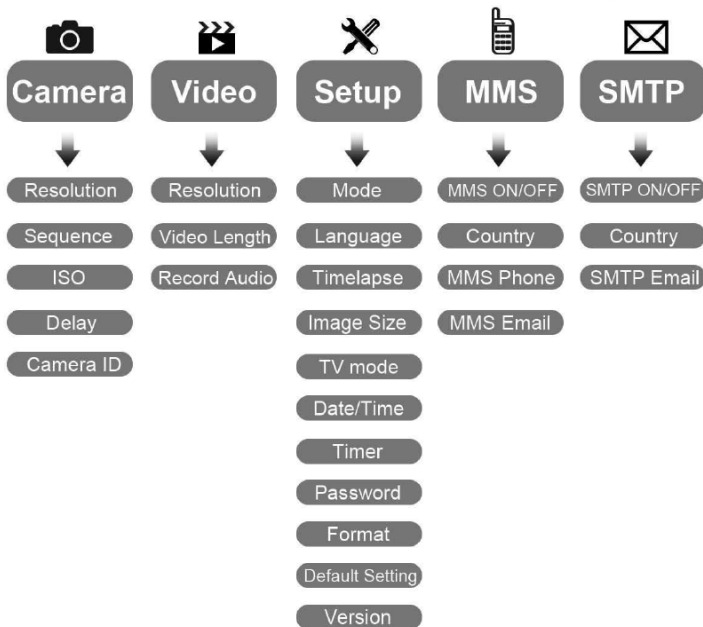 Camera
Video
Setup
MMS
SMTP
Resolution
Sequence
ISO
Delay
Camera ID
Resolution
Video Length
Record Audio
Mode
Language
Timelapse
Image Size
TV mode
Date/Time
Timer
Password
Format
Default Setting
Version
MMS ON/OFF
Country
MMS Phone
MMS Email
SMTP ON/OFF
Country
SMTP Email